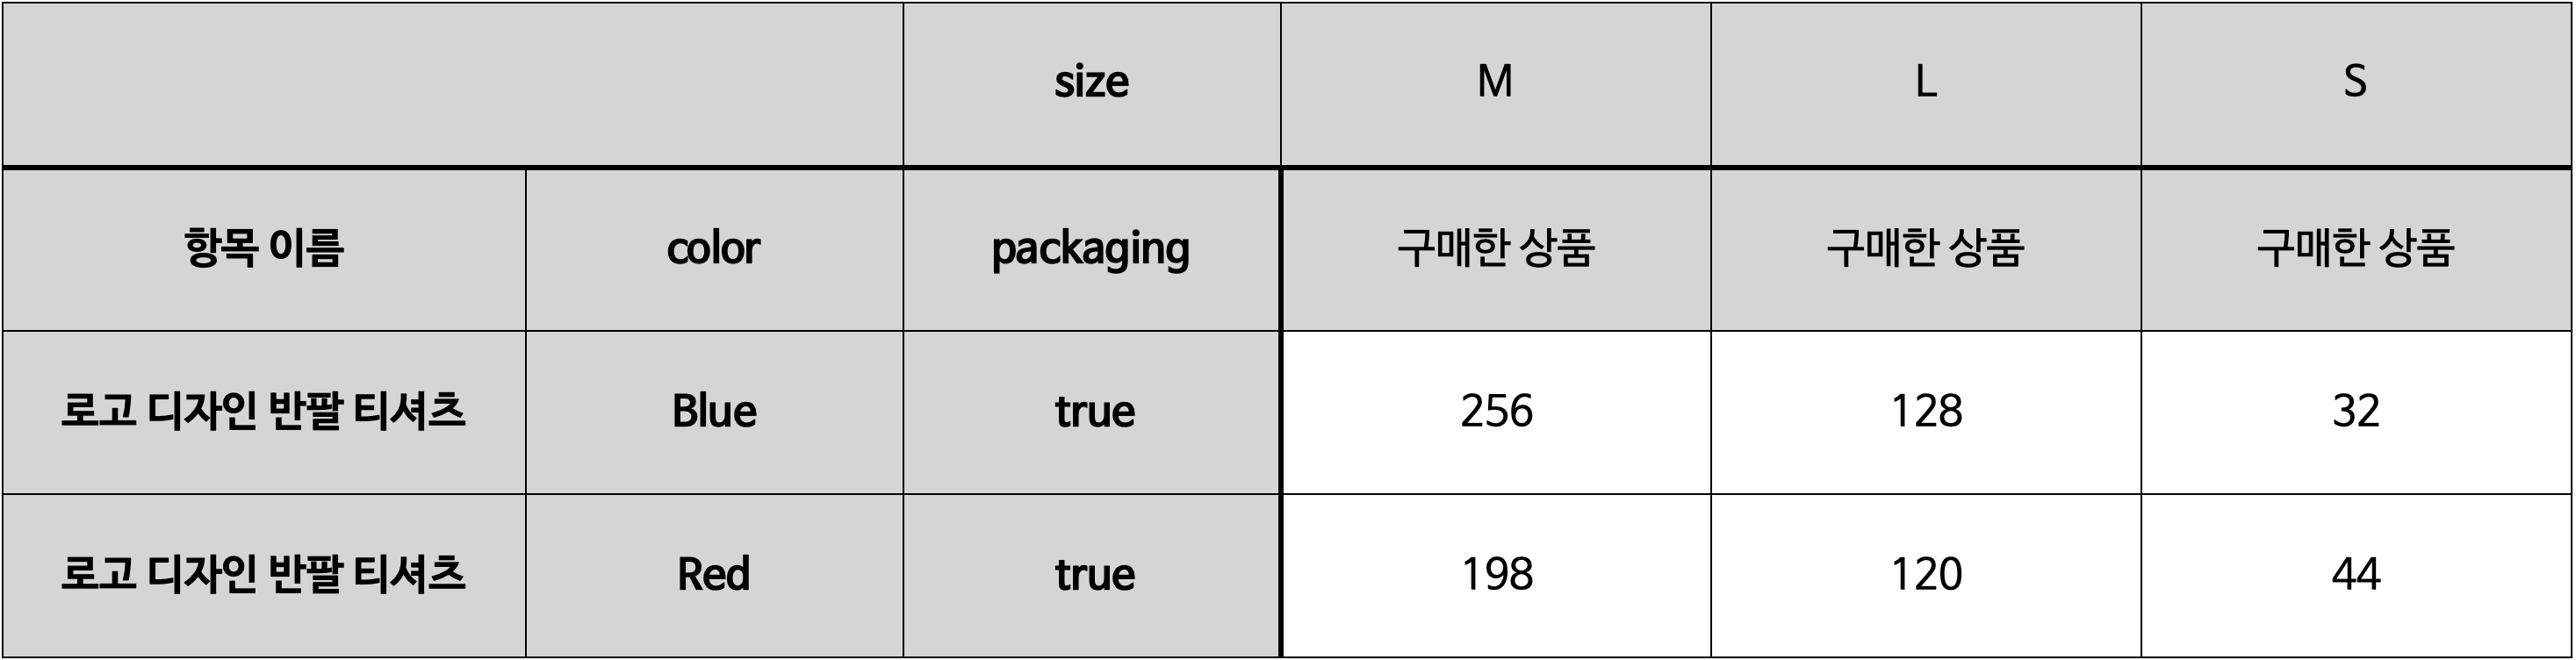 size M L S
항목 이름 color packaging 구매한 상품 구매한 상품 구매한 상품
로고 디자인 반팔 티셔츠 Blue true 256 128 32
로고 디자인 반팔 티셔츠 Red true 198 120 44